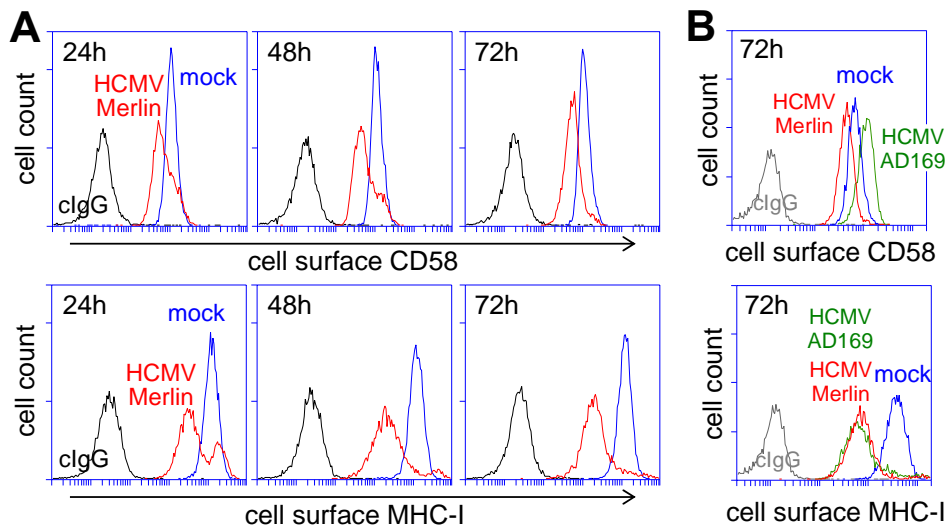 A
24h
HCMV
Merlin
mock
cIgG
cell count
48h
72h
cell surface CD58
24h
mock
HCMV
Merlin
cIgG
cell count
48h
72h
cell surface MHC-I
B
72h
mock
HCMV
Merlin
HCMV
AD169
cIgG
cell count
cell surface CD58
72h
HCMV
AD169
HCMV
Merlin
mock
cIgG
cell count
cell surface MHC-I